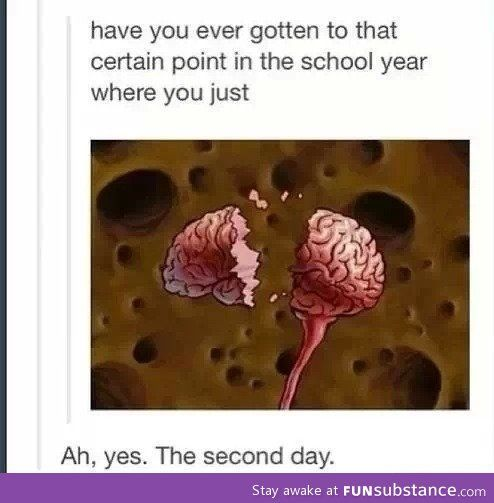 have you ever gotten to that
certain point in the school year
where you just
Ah, yes. The second day.
Stay awake at FUNsubstance.com